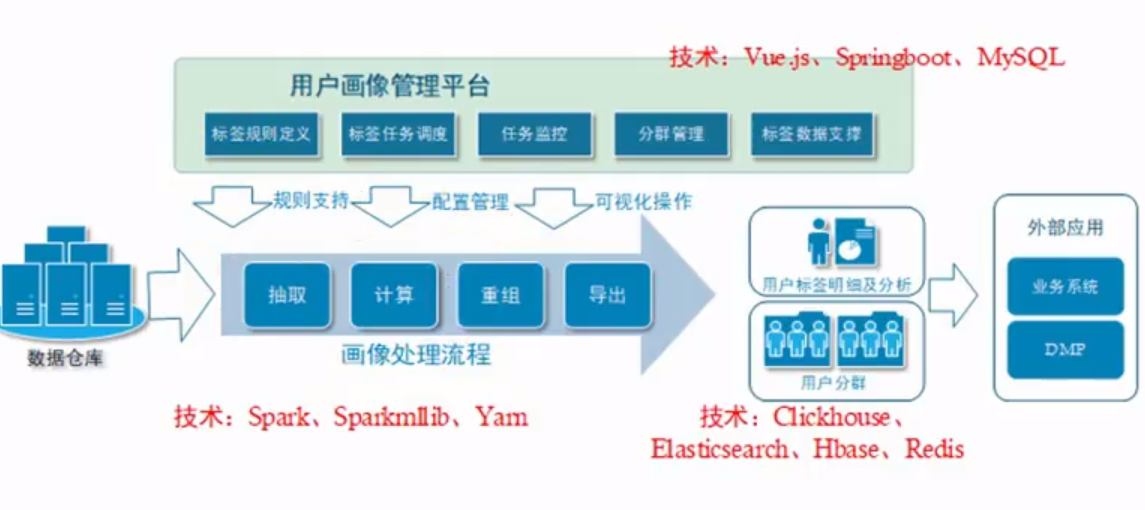 技术：Vue.js、Springboot、MySQL
用户画像管理平台
标签规则定义
标签任务调度
任务监控
分群管理
标签数据支撑
规则支持
配置管理
可视化操作
抽取
计算
重组
导出
画像处理流程
数据仓库
用户标签明细及分析
用户分群
外部应用
业务系统
DMP
技术：Spark、Sparkmllib、Yarn
技术：Clickhouse、
Elasticsearch、Hbase、Redis